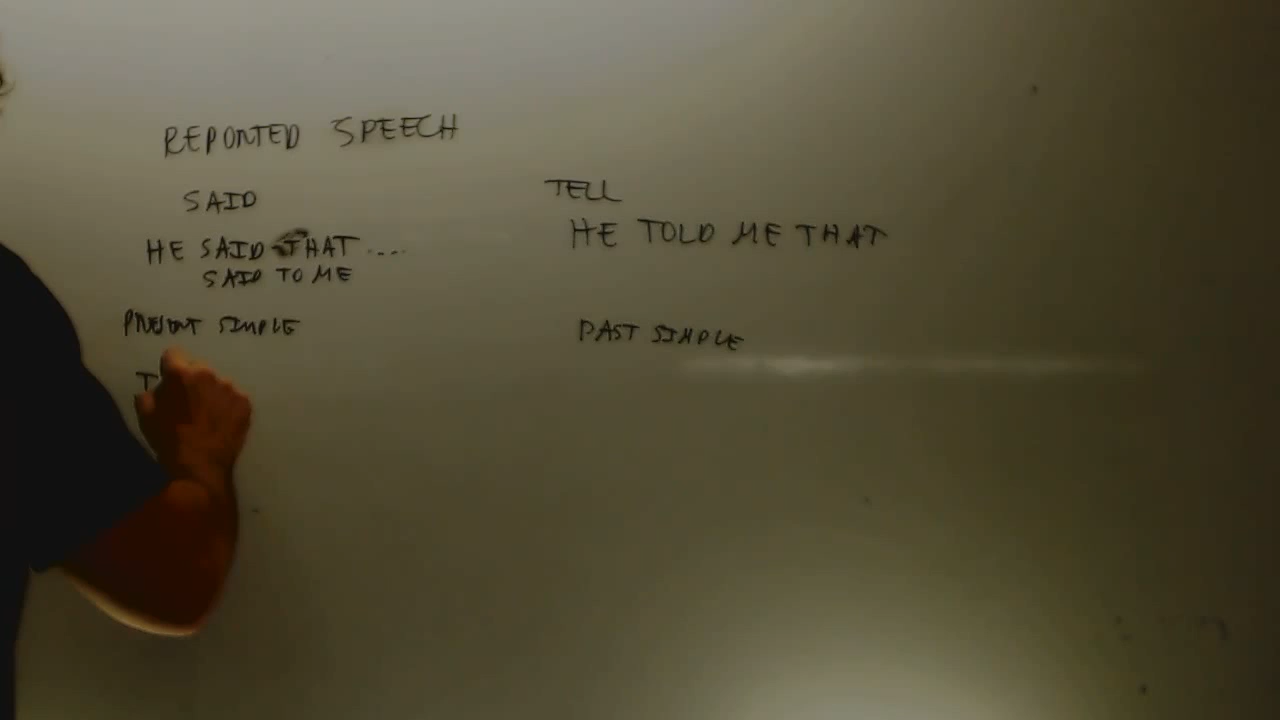 REPORTED SPEECH
SAID
TELL
HE SAID THAT ....
HE TOLD ME THAT
SAID TO ME
PRESENT SIMPLE
PAST SIMPLE